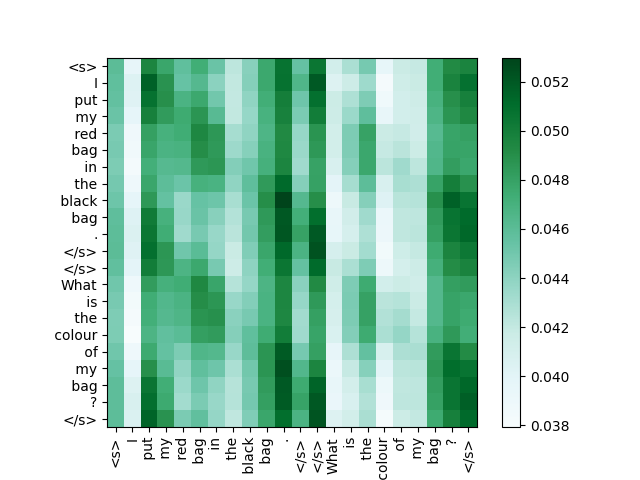 <s>
I
put
my
red
bag
in
the
black
bag
.
</s>
</s>
What
is
the
colour
of
my
bag
?
</s>
<s>
I
put
my
red
bag
in
the
black
bag
.
</s>
</s>
What
is
the
colour
of
my
bag
?
</s>
0.052
0.050
0.048
0.046
0.044
0.042
0.040
0.038